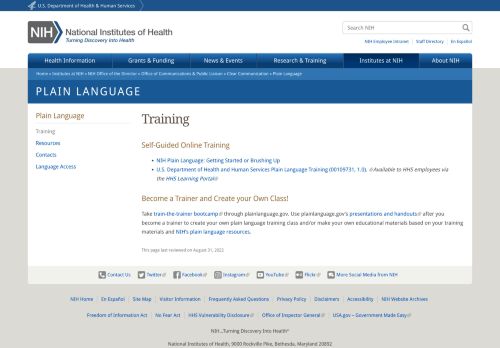 U.S. Department of Health & Human Services
NIH National Institutes of Health
Turning Discovery Into Health
Search NIH
NIH Employee Intranet | Staff Directory | En Español
Health Information
Grants & Funding
News & Events
Research & Training
Institutes at NIH
About NIH
Home » Institutes at NIH » NIH Office of the Director » Office of Communications & Public Liaison » Clear Communication » Plain Language
PLAIN LANGUAGE
Plain Language
Training
Resources
Contacts
Language Access
Training
Self-Guided Online Training
• NIH Plain Language: Getting Started or Brushing Up
• U.S. Department of Health and Human Services Plain Language Training (00109731, 1.0). (Available to HHS employees via
the HHS Learning Portal)
Become a Trainer and Create your Own Class!
Take train-the-trainer bootcamp through plainlanguage.gov. Use plainlanguage.gov's presentations and handouts after you
become a trainer to create your own plain language training class and/or make your own educational materials based on your training
materials and NIH's plain language resources.
This page last reviewed on August 31, 2022
Contact Us
Twitter
Facebook
Instagram
YouTube
Flickr
More Social Media from NIH
NIH Home
En Español
Site Map
Visitor Information
Frequently Asked Questions
Privacy Policy
Disclaimers
Accessibility
NIH Website Archives
Freedom of Information Act
No Fear Act
HHS Vulnerability Disclosure
Office of Inspector General
USA.gov – Government Made Easy
NIH...Turning Discovery Into Health®
National Institutes of Health, 9000 Rockville Pike, Bethesda, Maryland 20892